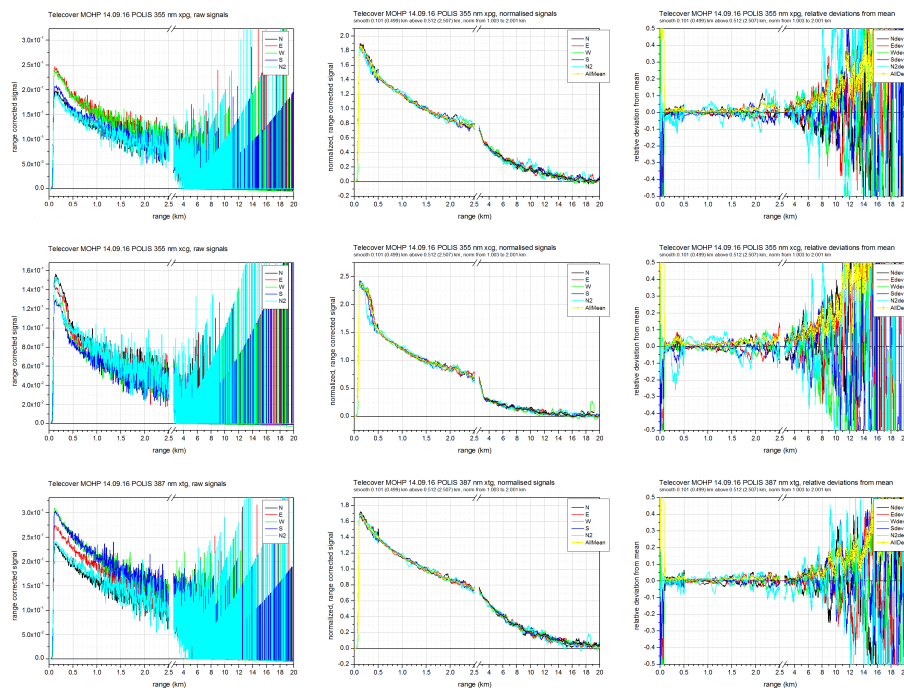 Telecover MOHP 14.09.16 POLIS 355 nm xpg, raw signals
range corrected signal
range (km)
N
E
W
S
N2
Telecover MOHP 14.09.16 POLIS 355 nm xpg, normalised signals
smooth 0.101 (0.499) km above 0.512 (2.507) km, norm from 1.003 to 2.001 km
normalized, range corrected signal
range (km)
N
E
W
S
N2
AllMean
Telecover MOHP 14.09.16 POLIS 355 nm xpg, relative deviations from mean
smooth 0.101 (0.499) km above 0.512 (2.507) km, norm from 1.003 to 2.001 km
relative deviation from mean
range (km)
Ndev
Edev
Wdev
Sdev
N2de
AllDe
Telecover MOHP 14.09.16 POLIS 355 nm xcg, raw signals
range corrected signal
range (km)
N
E
W
S
N2
Telecover MOHP 14.09.16 POLIS 355 nm xcg, normalised signals
smooth 0.101 (0.499) km above 0.512 (2.507) km, norm from 1.003 to 2.001 km
normalized, range corrected signal
range (km)
N
E
W
S
N2
AllMean
Telecover MOHP 14.09.16 POLIS 355 nm xcg, relative deviations from mean
smooth 0.101 (0.499) km above 0.512 (2.507) km, norm from 1.003 to 2.001 km
relative deviation from mean
range (km)
Ndev
Edev
Wdev
Sdev
N2de
AllDe
Telecover MOHP 14.09.16 POLIS 387 nm xtg, raw signals
range corrected signal
range (km)
N
E
W
S
N2
Telecover MOHP 14.09.16 POLIS 387 nm xtg, normalised signals
smooth 0.101 (0.499) km above 0.512 (2.507) km, norm from 1.003 to 2.001 km
normalized, ranged corrected signal
range (km)
N
E
W
S
N2
AllMean
Telecover MOHP 14.09.16 POLIS 387 nm xtg, relative deviations from mean
smooth 0.101 (0.499) km above 0.512 (2.507) km, norm from 1.003 to 2.001 km
relative deviation from mean
range (km)
Ndev
Edev
Wdev
Sdev
N2de
AllDe